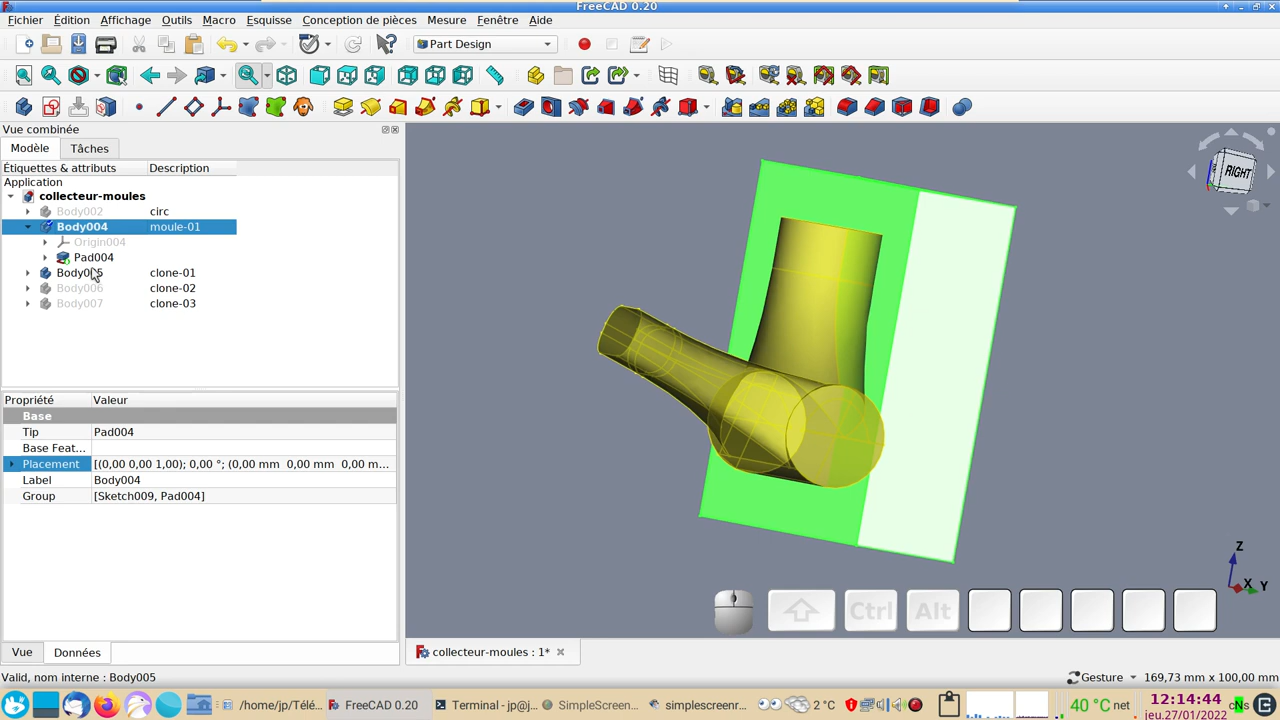 FreeCAD 0.20
Fichier Édition Affichage Outils Macro Esquisse Conception de pièces Mesure Fenêtre Aide
Part Design
Vue combinée
Modèle Tâches
Étiquettes & attributs Description
Application
collecteur-moules
Body002 circ
Body004 moule-01
Origin004
Pad004
Body005 clone-01
Body006 clone-02
Body007 clone-03
RIGHT
Propriété Valeur
Base
Tip Pad004
Base Feat...
Placement [(0,00 0,00 1,00); 0,00 °; (0,00 mm 0,00 mm 0,00 m...
Label Body004
Group [Sketch009, Pad004]
Z
X Y
Ctrl Alt
Vue Données
collecteur-moules : 1*
Valid, nom interne : Body005
Gesture 169,73 mm x 100,00 mm
/home/jp/Télé... FreeCAD 0.20 Terminal - jp@j... SimpleScreen... simplescreenr... 2 °C 40 °C net 12:14:44
jeu.27/01/2022
cNs